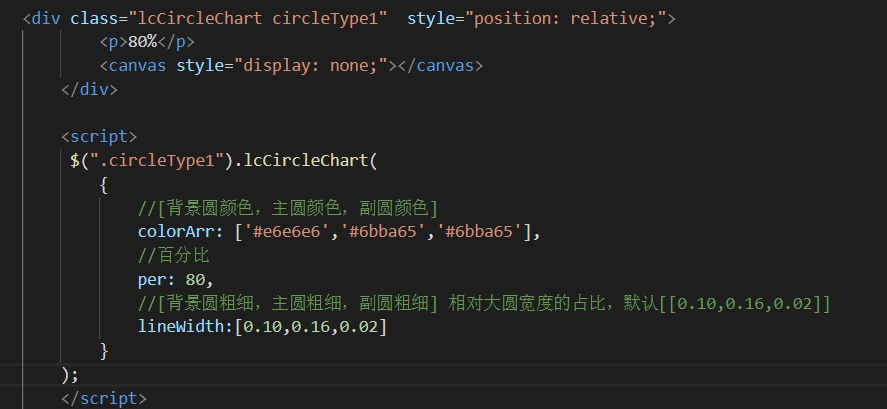 <div class="lcCircleChart circleType1"  style="position: relative;">
<p>80%</p>
<canvas style="display: none;"></canvas>
</div>
<script>
$(".circleType1").lcCircleChart(
{
//[背景圆颜色，主圆颜色，副圆颜色]
colorArr: ['#e6e6e6','#6bba65','#6bba65'],
//百分比
per: 80,
//[背景圆粗细，主圆粗细，副圆粗细] 相对大圆宽度的占比，默认[[0.10,0.16,0.02]]
lineWidth:[0.10,0.16,0.02]
}
);
</script>